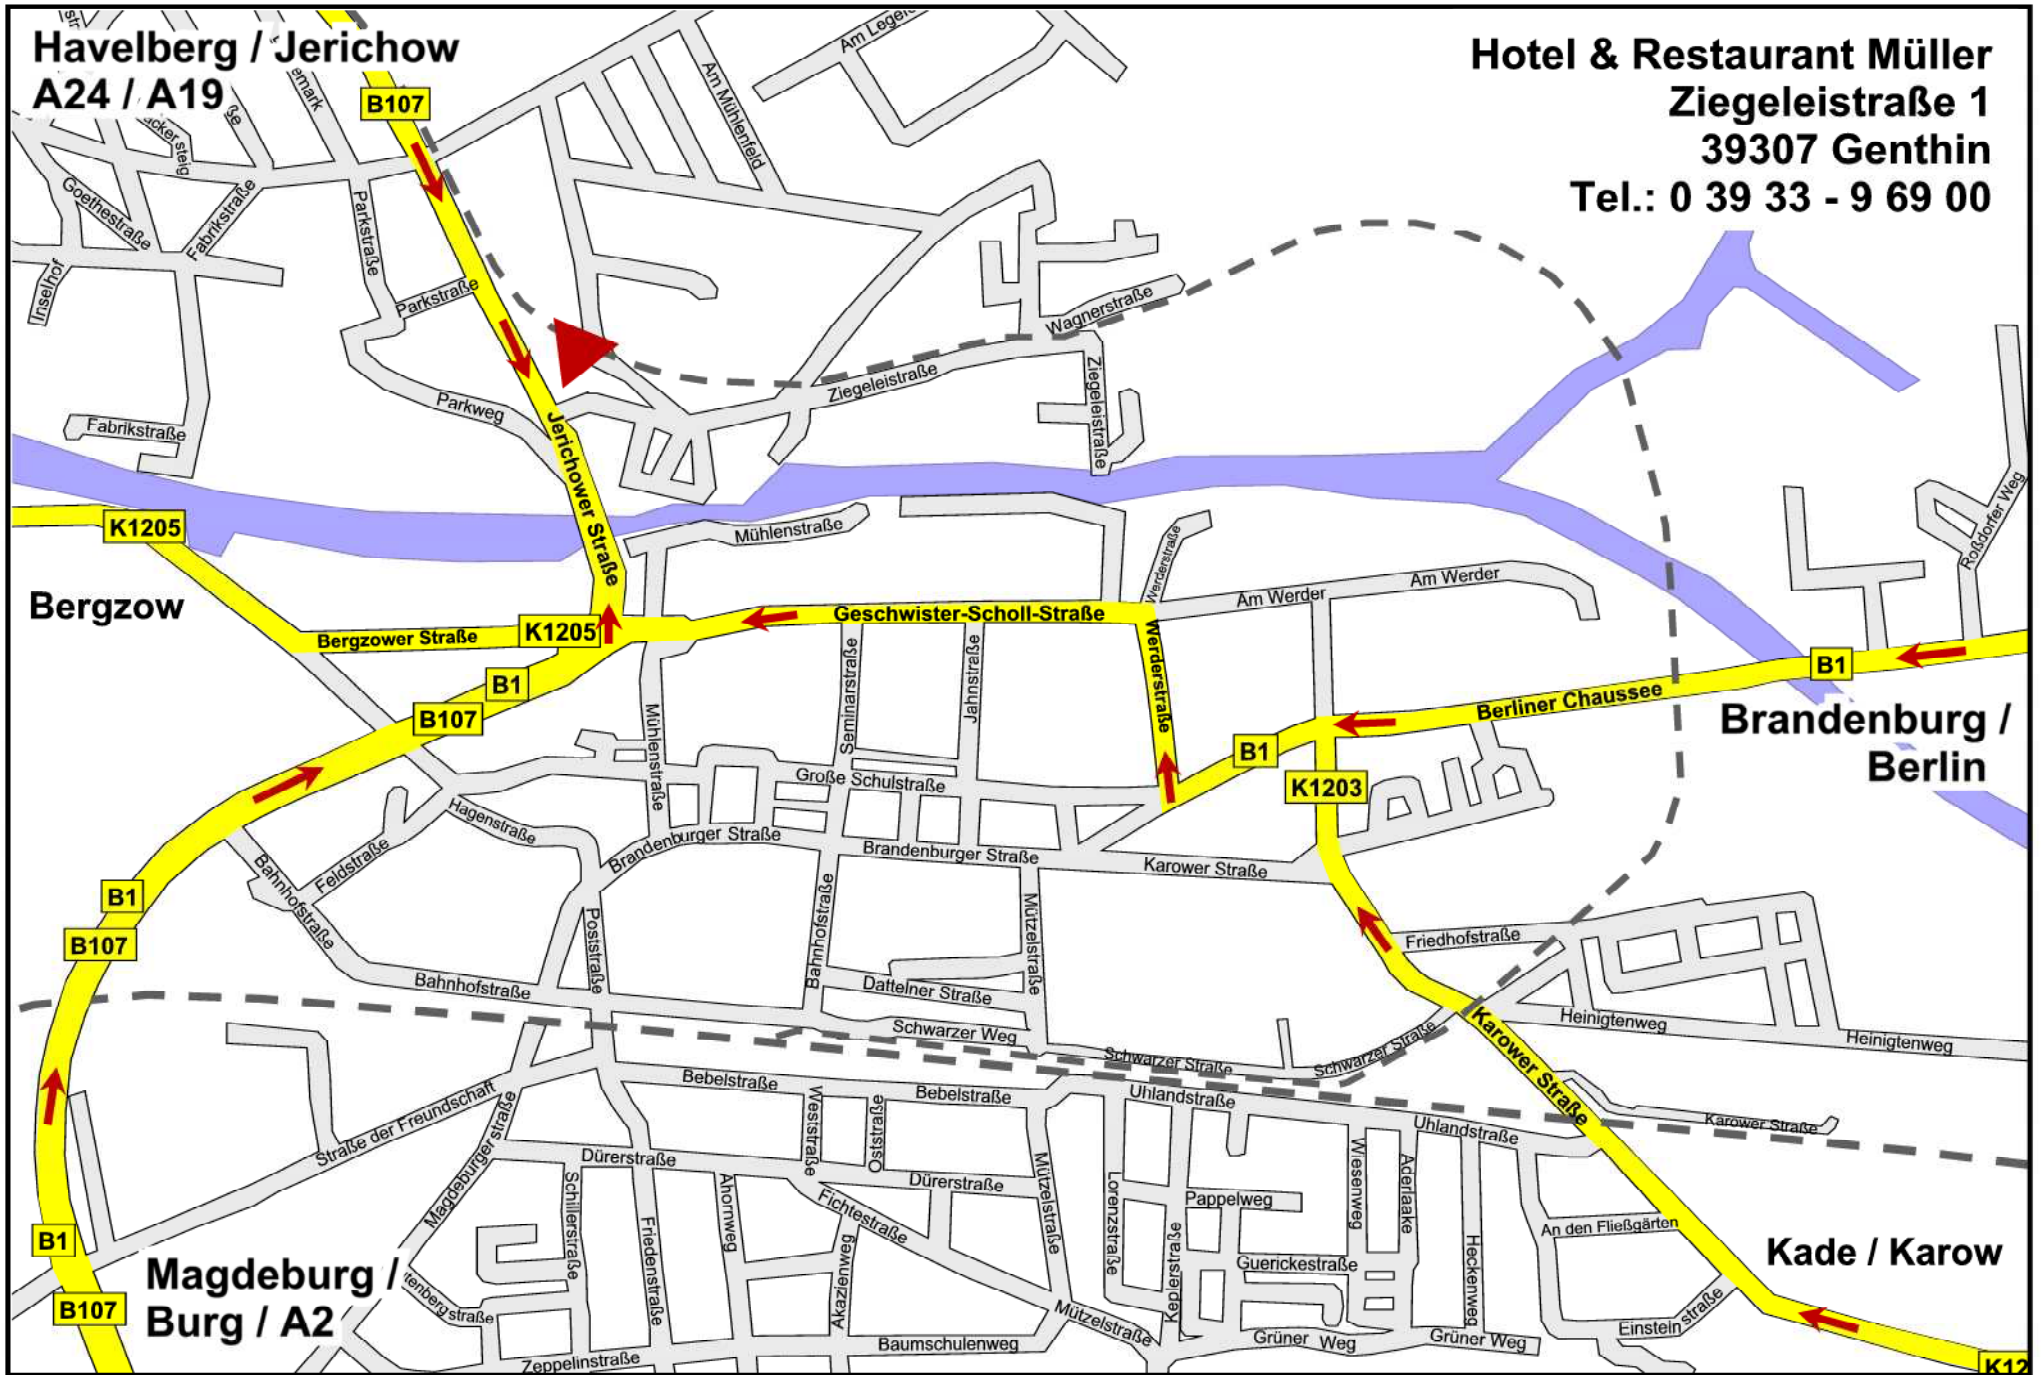 Havelberg / Jerichow
A24 / A19
Hotel & Restaurant Müller
Ziegeleistraße 1
39307 Genthin
Tel.: 0 39 33 - 9 69 00
B107
Am Mühlenfeld
Goethestraße
Fabrikstraße
Parkstraße
Inselhof
Parkstraße
Parkweg
Fabrikstraße
Wagnerstraße
Ziegeleistraße
Ziegeleistraße
Jerichower Straße
K1205
Mühlenstraße
Werderstraße
Am Werder
Am Werder
Roßdorfer Weg
Bergzow
Bergzower Straße
K1205
Geschwister-Scholl-Straße
Werderstraße
B1
B107
B1
Berliner Chaussee
B1
K1203
Brandenburg /
Berlin
Mühlenstraße
Seminarstraße
Jahnstraße
Große Schulstraße
Hagenstraße
Feldstraße
Brandenburger Straße
Brandenburger Straße
Karower Straße
Bahnhofstraße
B1
B107
Poststraße
Bahnhofstraße
Mützelstraße
Friedhofstraße
Bahnhofstraße
Dattelner Straße
Schwarzer Weg
Schwarzer Straße
Schwarzer Straße
Heinigtenweg
Heinigtenweg
Karower Straße
Karower Straße
Bebelstraße
Bebelstraße
Uhlandstraße
Uhlandstraße
Weststraße
Oststraße
Straße der Freundschaft
Magdeburger straße
Dürerstraße
Dürerstraße
Fichtestraße
Schillerstraße
Friedenstraße
Ahornweg
Akazienweg
Mützelstraße
Lorenzstraße
Keplerstraße
Pappelweg
Wiesenweg
Aderlaake
Heckenweg
Guerickestraße
An den Fließgärten
Kade / Karow
B1
B107
Magdeburg /
Burg / A2
Mützelstraße
Baumschulenweg
Zeppelinstraße
Grüner Weg
Grüner Weg
Einstein straße
K12